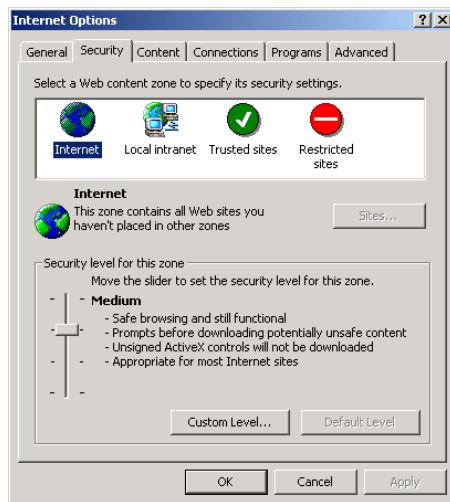 Internet Options
General Security Content Connections Programs Advanced
Select a Web content zone to specify its security settings.
Internet Local intranet Trusted sites Restricted
sites
Internet
This zone contains all Web sites you
haven't placed in other zones
Sites...
Security level for this zone
Move the slider to set the security level for this zone.
Medium
- Safe browsing and still functional
- Prompts before downloading potentially unsafe content
- Unsigned ActiveX controls will not be downloaded
- Appropriate for most Internet sites
Custom Level... Default Level
OK Cancel Apply